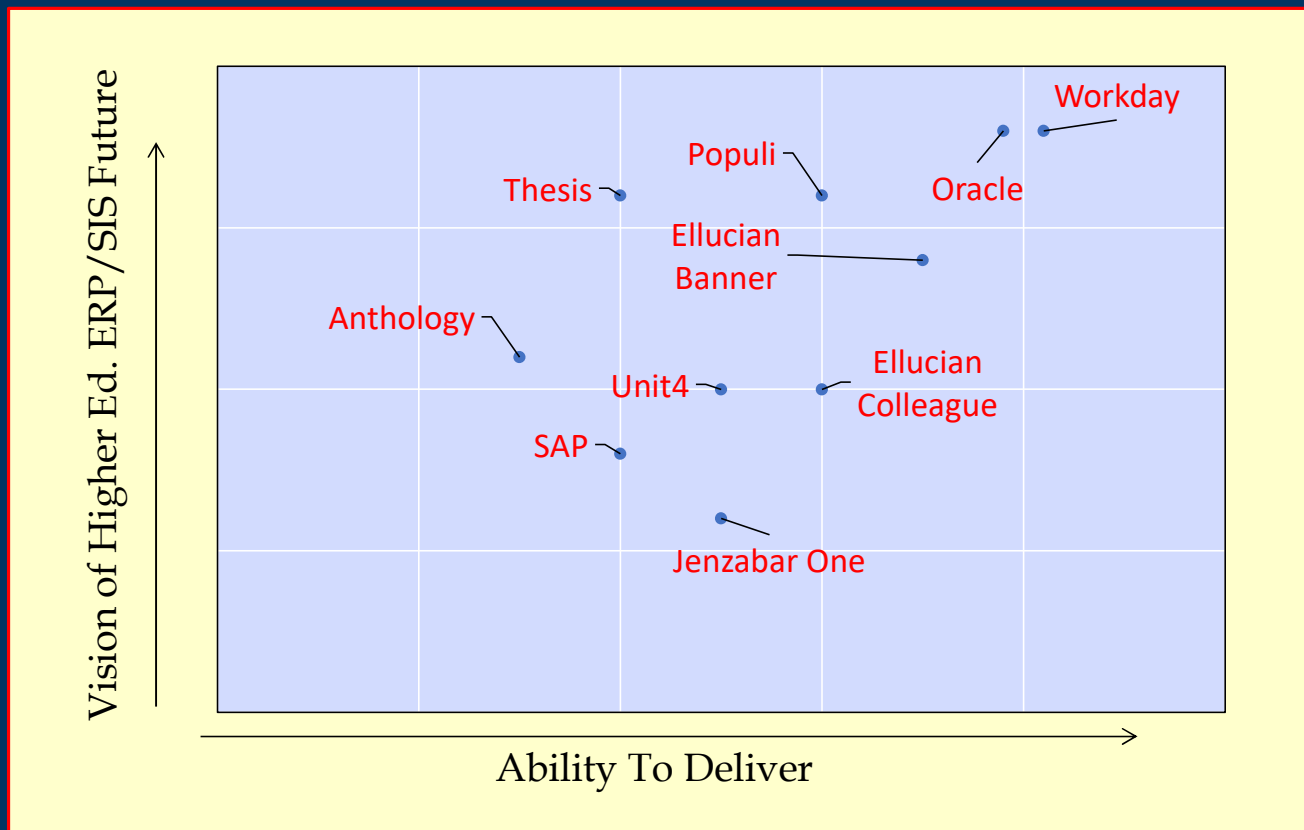 Vision of Higher Ed. ERP/SIS Future
Workday
Populi
Thesis
Oracle
Ellucian
Banner
Anthology
Ellucian
Colleague
Unit4
SAP
Jenzabar One
Ability To Deliver